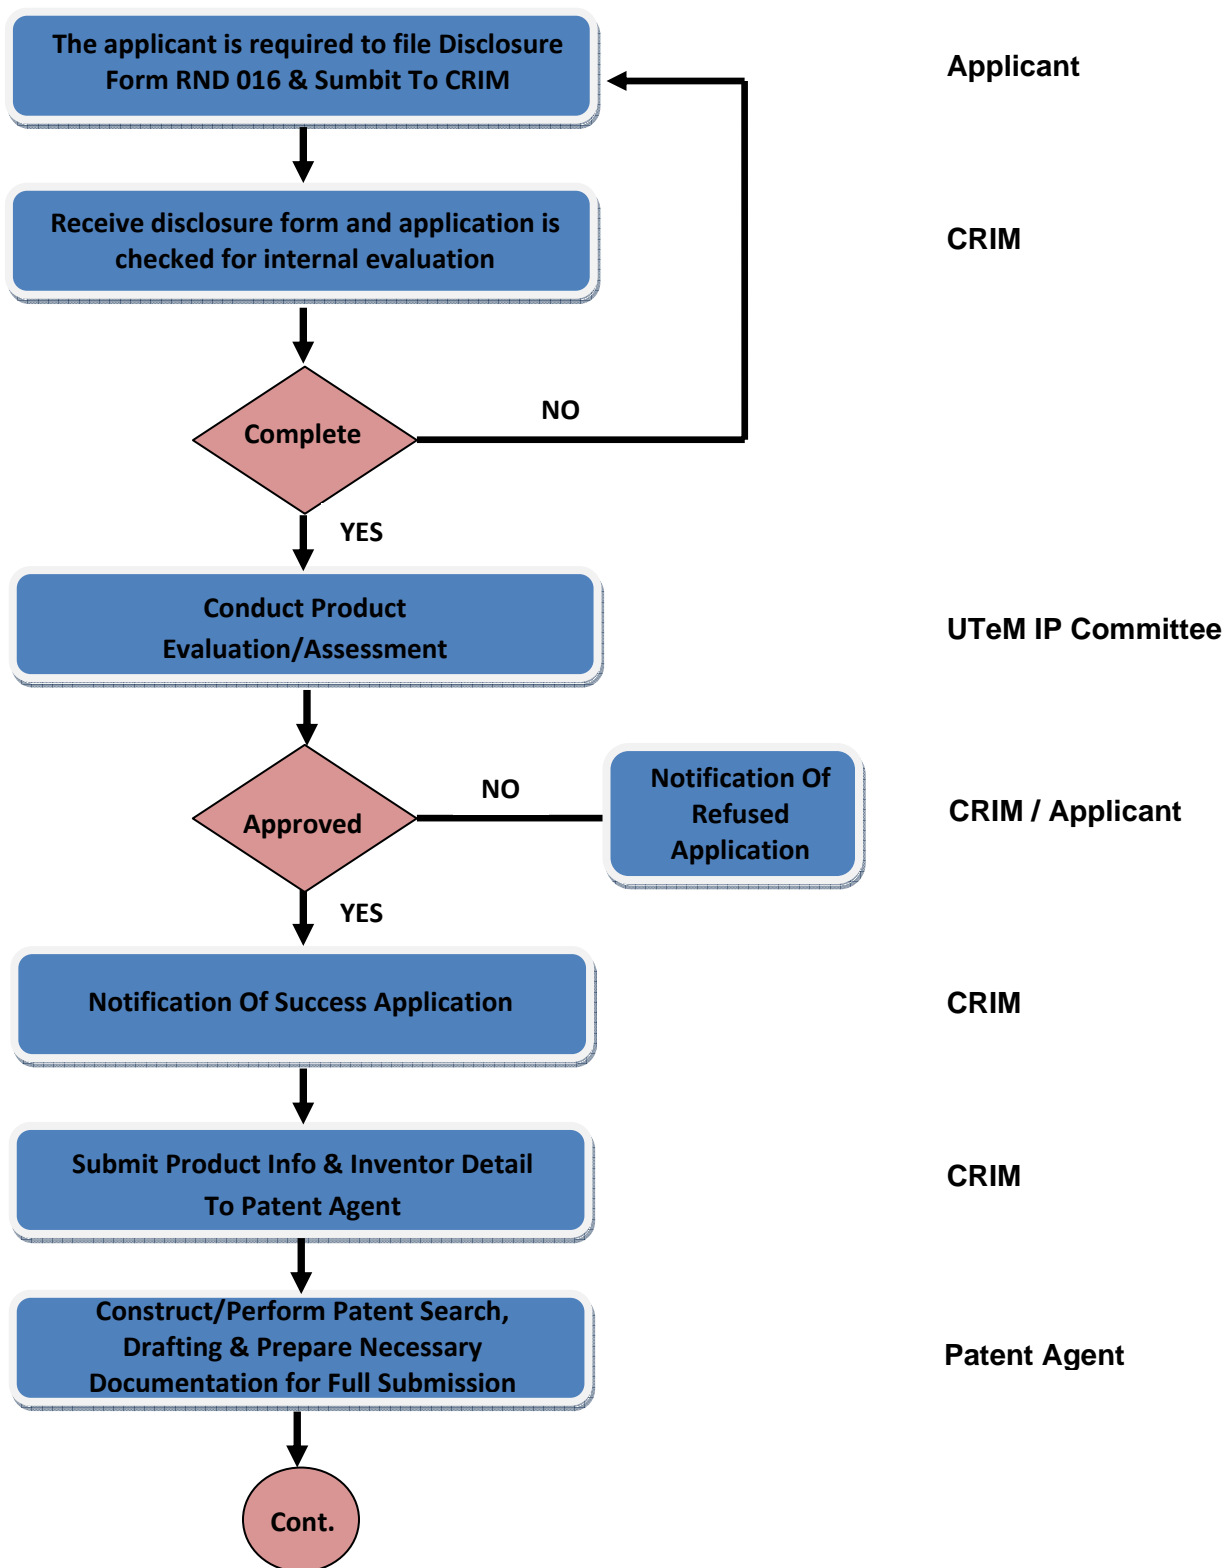 The applicant is required to file Disclosure
Form RND 016 & Sumbit To CRIM
Applicant
Receive disclosure form and application is
checked for internal evaluation
CRIM
Complete
NO
YES
Conduct Product
Evaluation/Assessment
UTeM IP Committee
Approved
NO
Notification Of
Refused
Application
CRIM / Applicant
YES
Notification Of Success Application
CRIM
Submit Product Info & Inventor Detail
To Patent Agent
CRIM
Construct/Perform Patent Search,
Drafting & Prepare Necessary
Documentation for Full Submission
Patent Agent
Cont.